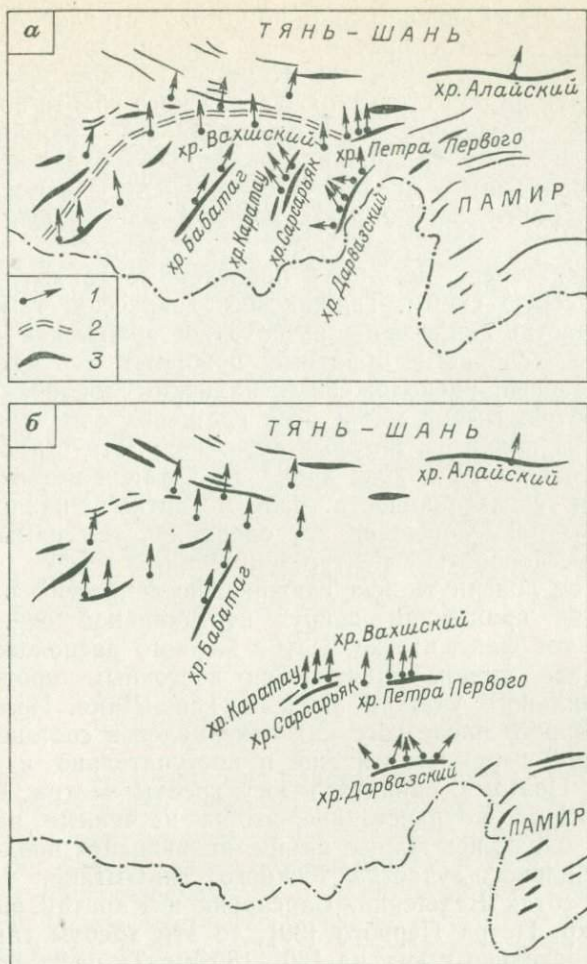 а
ТЯНЬ-ШАНЬ
хр. Алайский
хр. Вахшский
хр. Петра Первого
хр. Бабатаг
хр. Каратау
хр. Сарсарьяк
хр. Дарвазский
ПАМИР
1
2
3
б
ТЯНЬ-ШАНЬ
хр. Алайский
хр. Бабатаг
хр. Вахшский
хр. Каратау
хр. Сарсарьяк
хр. Петра Первого
хр. Дарвазский
ПАМИР